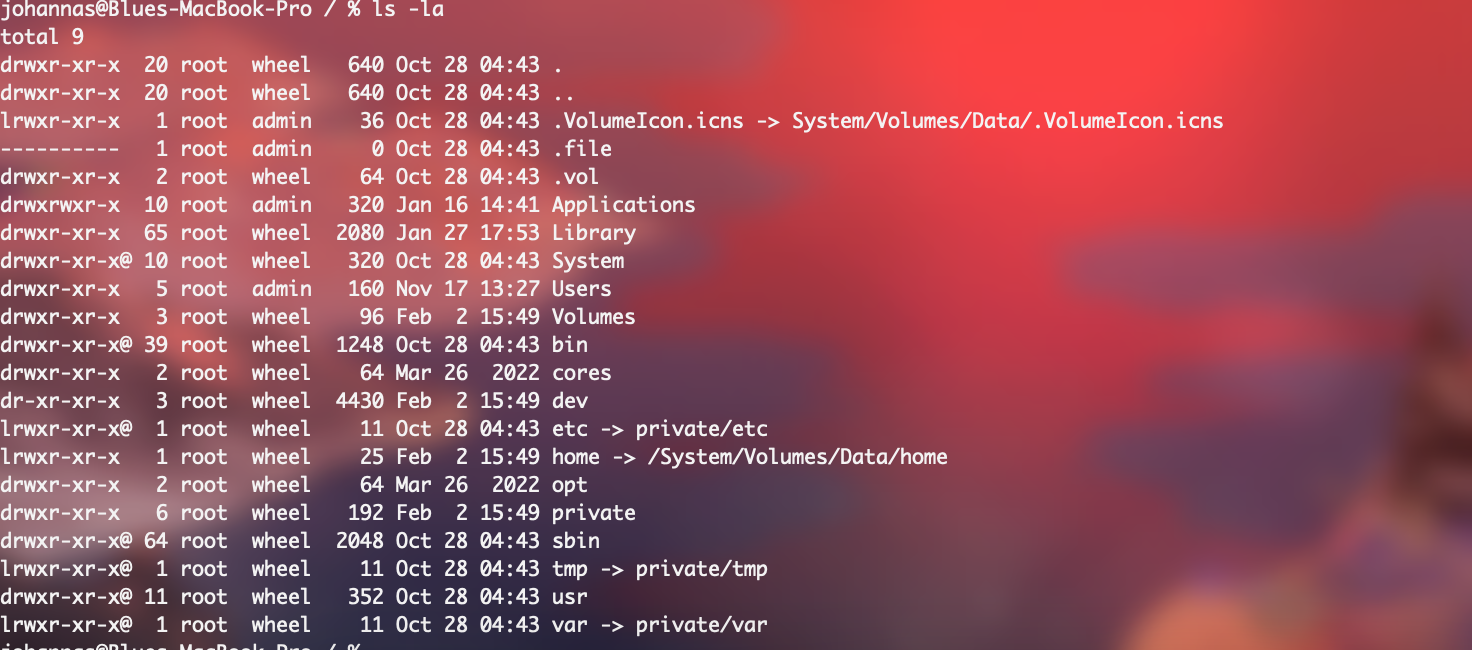 johannas@Blues-MacBook-Pro / % ls -la
total 9
drwxr-xr-x  20 root  wheel   640 Oct 28 04:43 .
drwxr-xr-x  20 root  wheel   640 Oct 28 04:43 ..
lrwxr-xr-x   1 root  admin    36 Oct 28 04:43 .VolumeIcon.icns -> System/Volumes/Data/.VolumeIcon.icns
----------   1 root  admin     0 Oct 28 04:43 .file
drwxr-xr-x   2 root  wheel    64 Oct 28 04:43 .vol
drwxrwxr-x  10 root  admin   320 Jan 16 14:41 Applications
drwxr-xr-x  65 root  wheel  2080 Jan 27 17:53 Library
drwxr-xr-x@ 10 root  wheel   320 Oct 28 04:43 System
drwxr-xr-x   5 root  admin   160 Nov 17 13:27 Users
drwxr-xr-x   3 root  wheel    96 Feb  2 15:49 Volumes
drwxr-xr-x@ 39 root  wheel  1248 Oct 28 04:43 bin
drwxr-xr-x   2 root  wheel    64 Mar 26  2022 cores
dr-xr-xr-x   3 root  wheel  4430 Feb  2 15:49 dev
lrwxr-xr-x@  1 root  wheel    11 Oct 28 04:43 etc -> private/etc
lrwxr-xr-x   1 root  wheel    25 Feb  2 15:49 home -> /System/Volumes/Data/home
drwxr-xr-x   2 root  wheel    64 Mar 26  2022 opt
drwxr-xr-x   6 root  wheel   192 Feb  2 15:49 private
drwxr-xr-x@ 64 root  wheel  2048 Oct 28 04:43 sbin
lrwxr-xr-x@  1 root  wheel    11 Oct 28 04:43 tmp -> private/tmp
drwxr-xr-x@ 11 root  wheel   352 Oct 28 04:43 usr
lrwxr-xr-x@  1 root  wheel    11 Oct 28 04:43 var -> private/var
johannas@Blues-MacBook-Pro / %